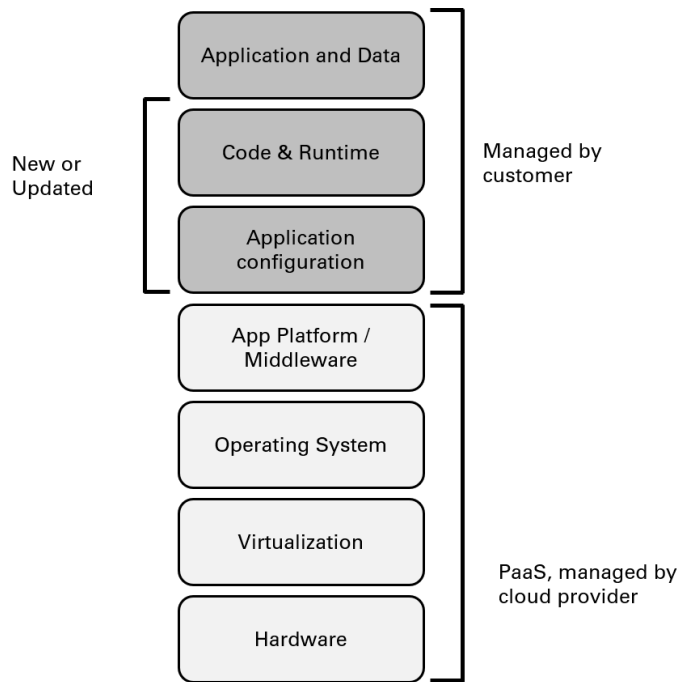 Application and Data
New or
Updated
Code & Runtime
Managed by
customer
Application
configuration
App Platform /
Middleware
Operating System
Virtualization
PaaS, managed by
cloud provider
Hardware